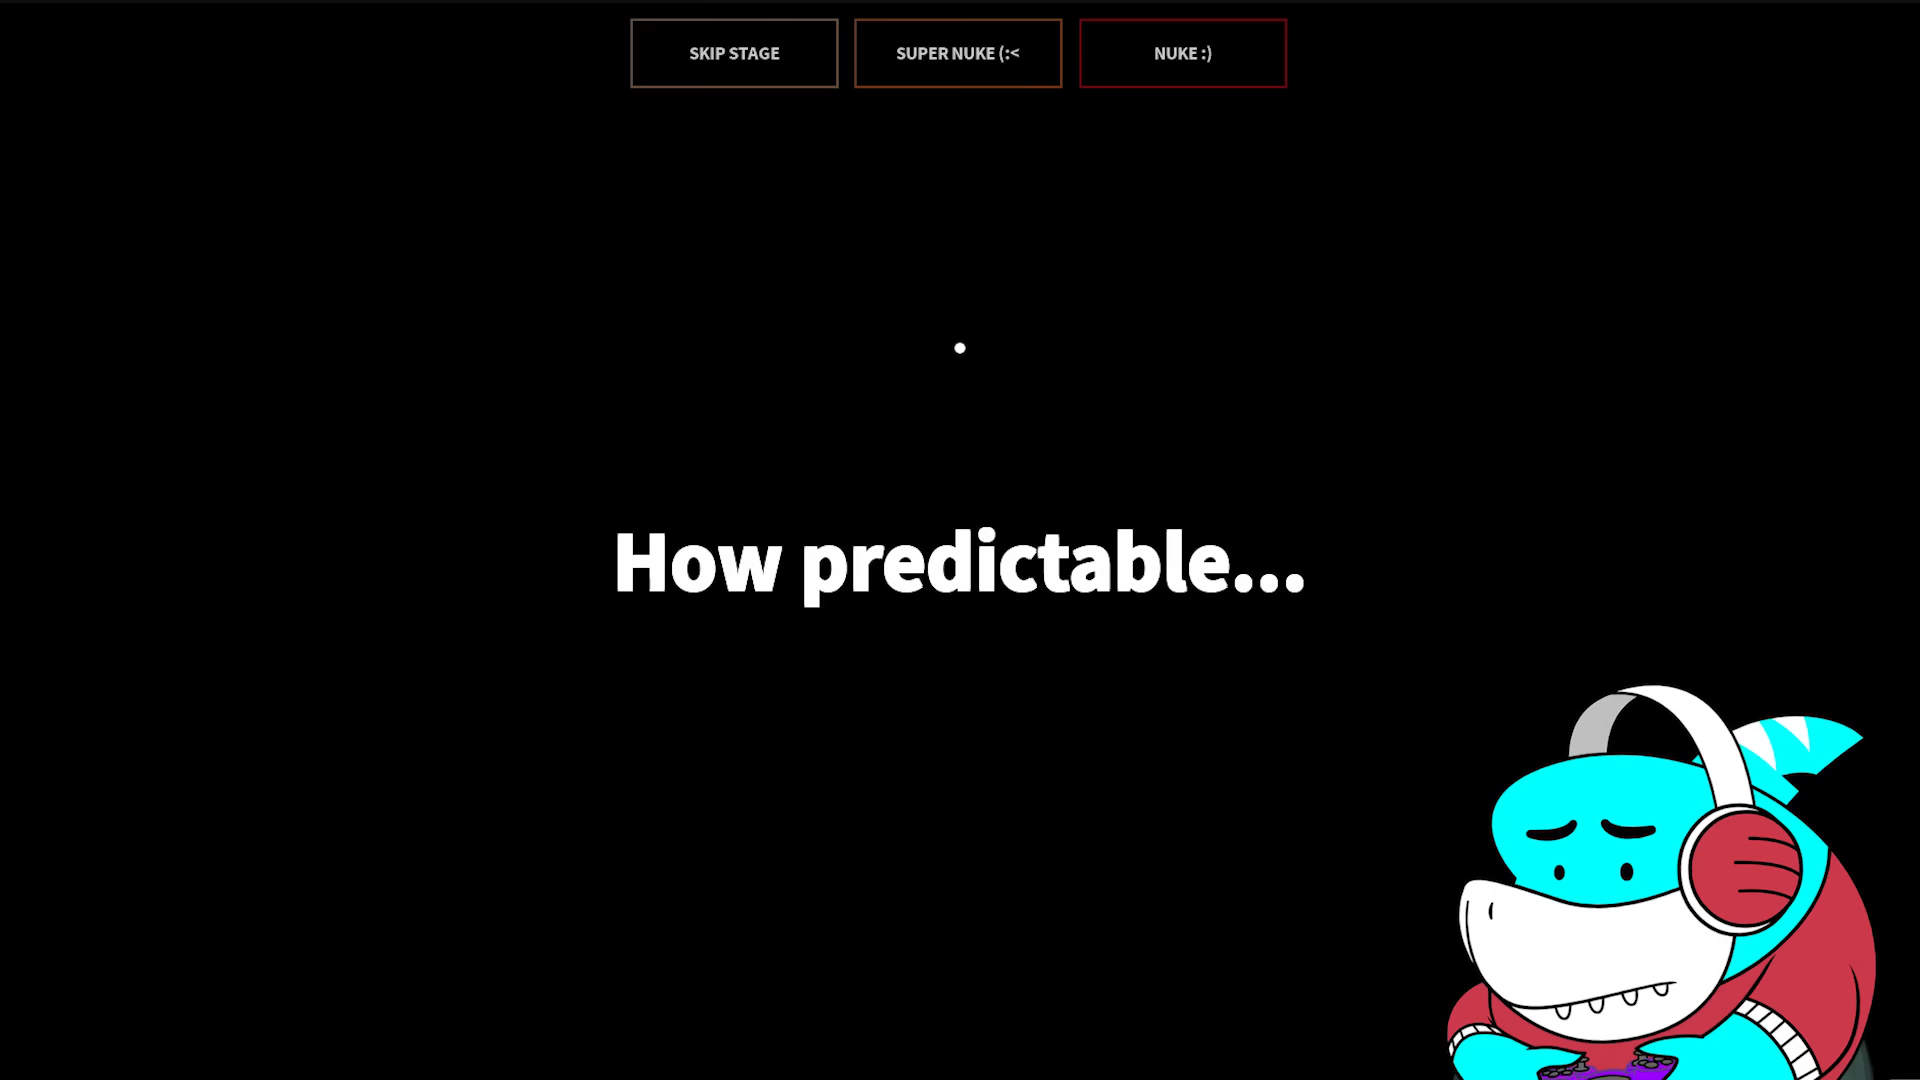 SKIP STAGE
SUPER NUKE (:<
NUKE :)
How predictable...